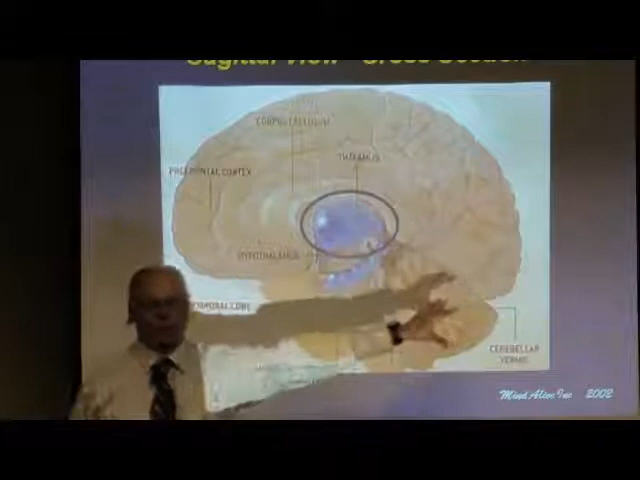 Sagittal View - Cross Section
CORPUS CALLOSUM
THALAMUS
PREFRONTAL CORTEX
HYPOTHALAMUS
TEMPORAL LOBE
CEREBELLAR
VERMIS
Mind Alive Inc 2002